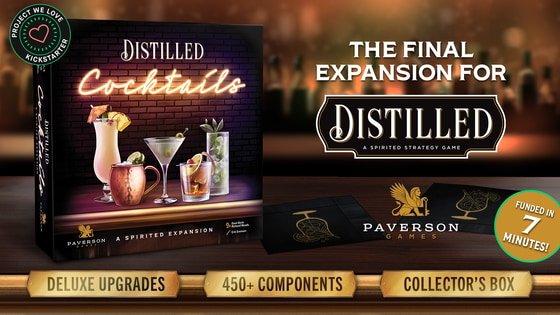 PROJECT WE LOVE
KICKSTARTER
DISTILLED
Cocktails
PAVERSON
GAMES
A SPIRITED EXPANSION
Cocktails
DISTILLED
THE FINAL
EXPANSION FOR
DISTILLED
A SPIRITED STRATEGY GAME
PAVERSON
GAMES
FUNDED IN
7
MINUTES!
DELUXE UPGRADES
450+ COMPONENTS
COLLECTOR'S BOX